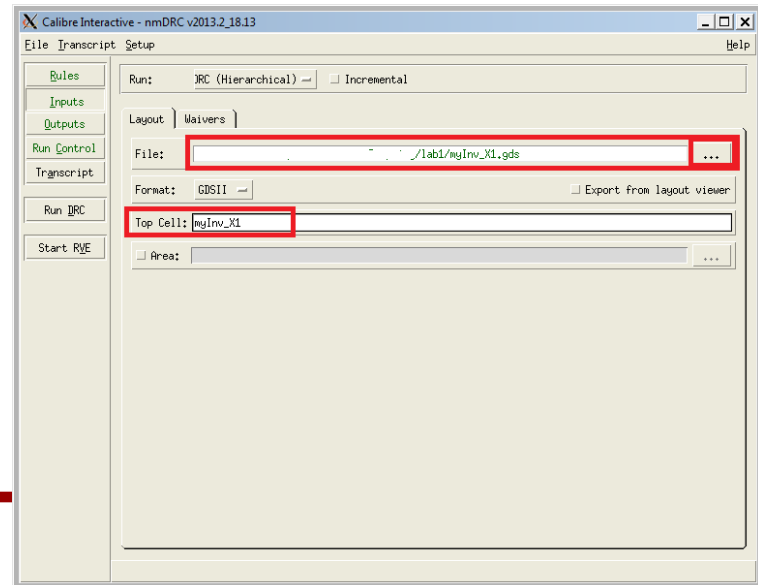 Calibre Interactive - nmDRC v2013.2_18.13
File Transcript Setup Help
Rules
Inputs
Outputs
Run Control
Transcript
Run DRC
Start RVE
Run: DRC (Hierarchical) Incremental
Layout Waivers
File: /lab1/myInv_X1.gds ...
Format: GDSII Export from layout viewer
Top Cell: myInv_X1
Area: ...